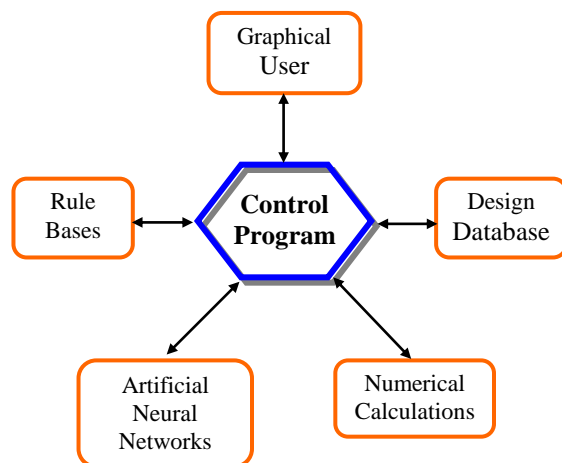 Graphical
User
Rule
Bases
Control
Program
Design
Database
Artificial
Neural
Networks
Numerical
Calculations